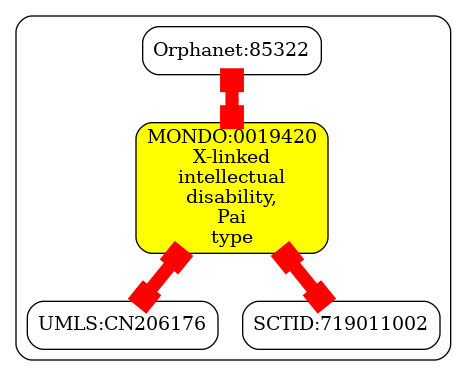 Orphanet:85322
MONDO:0019420
X-linked
intellectual
disability,
Pai
type
UMLS:CN206176
SCTID:719011002